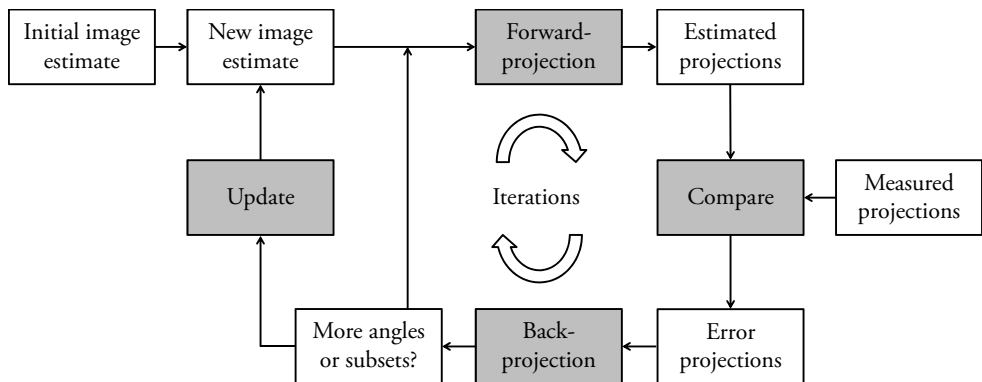 Initial image
estimate
New image
estimate
Forward-
projection
Estimated
projections
Update
Iterations
Compare
Measured
projections
More angles
or subsets?
Back-
projection
Error
projections